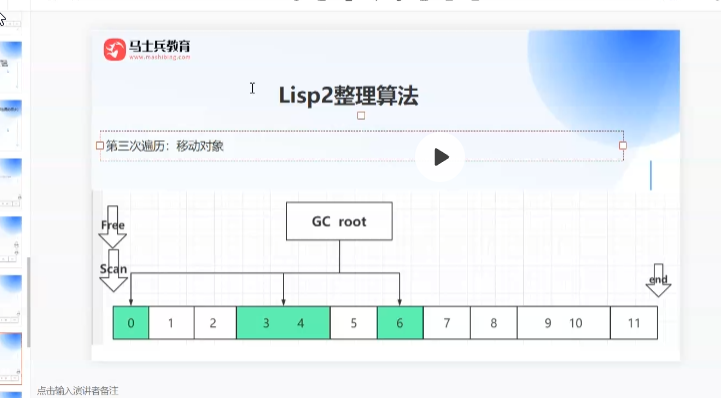 马士兵教育
www.mashibing.com
Lisp2整理算法
第三次遍历：移动对象
GC root
Free
Scan
end
0 1 2 3 4 5 6 7 8 9 10 11
点击输入演讲者备注